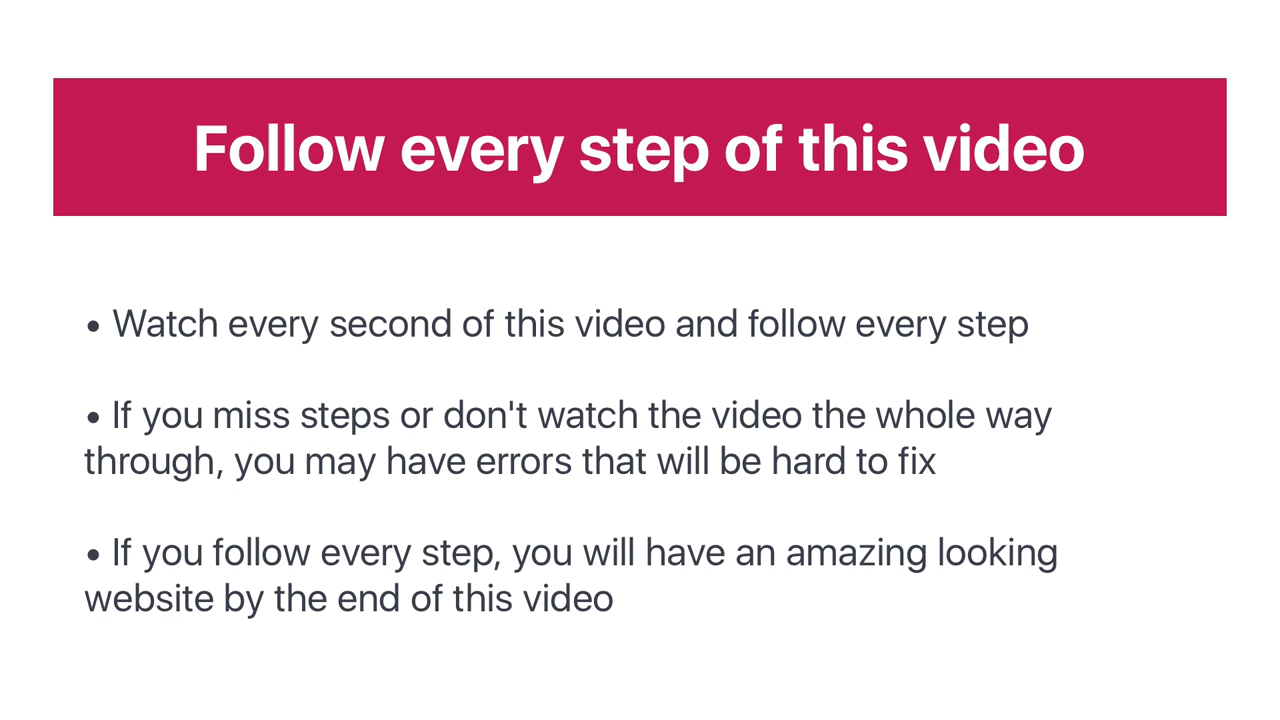 Follow every step of this video
• Watch every second of this video and follow every step
• If you miss steps or don't watch the video the whole way
through, you may have errors that will be hard to fix
• If you follow every step, you will have an amazing looking
website by the end of this video